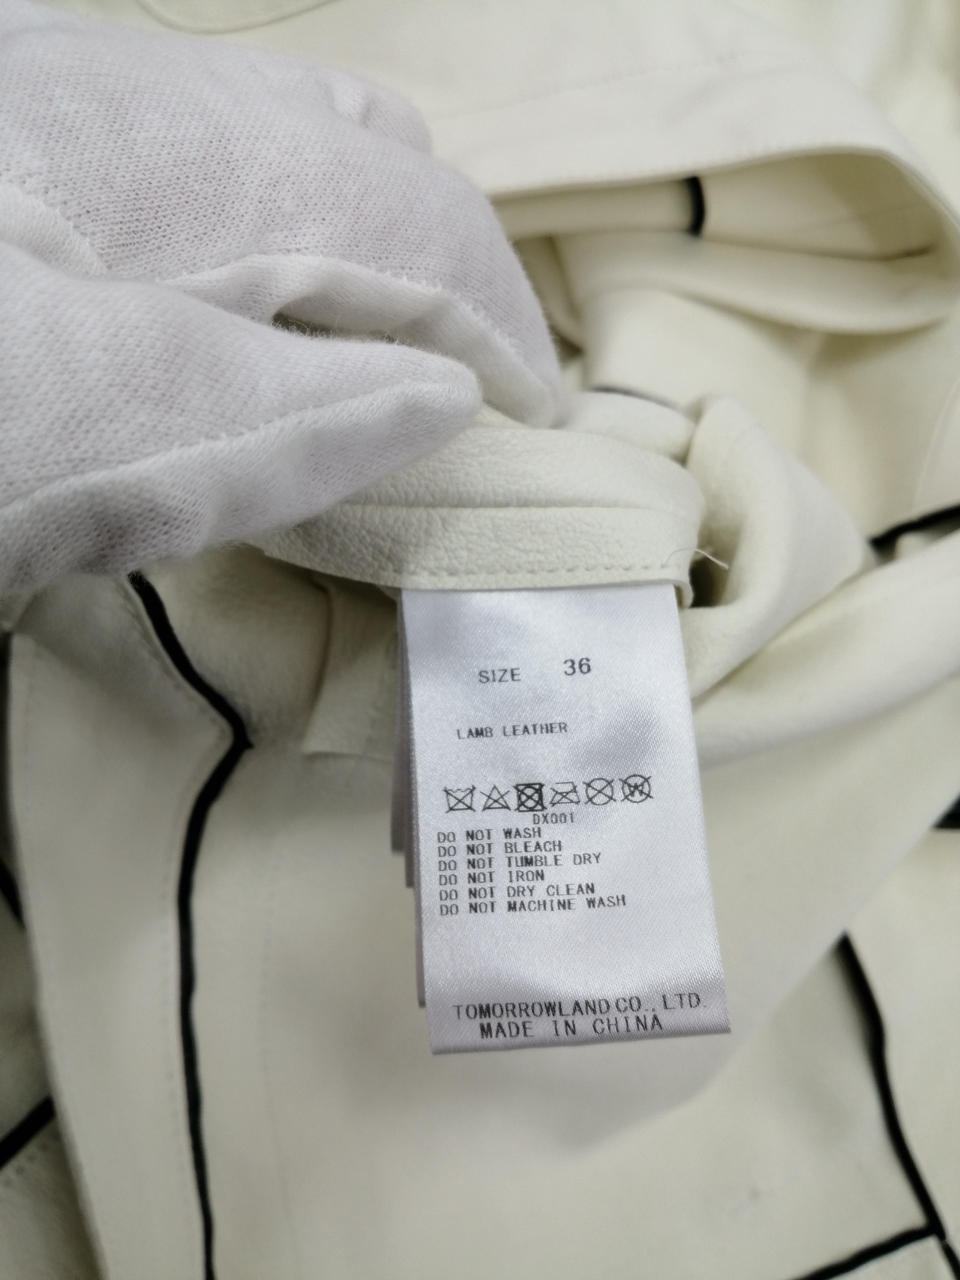 SIZE 36
LAMB LEATHER
DX001
DO NOT WASH
DO NOT BLEACH
DO NOT TUMBLE DRY
DO NOT IRON
DO NOT DRY CLEAN
DO NOT MACHINE WASH
TOMORROWLAND CO., LTD.
MADE IN CHINA